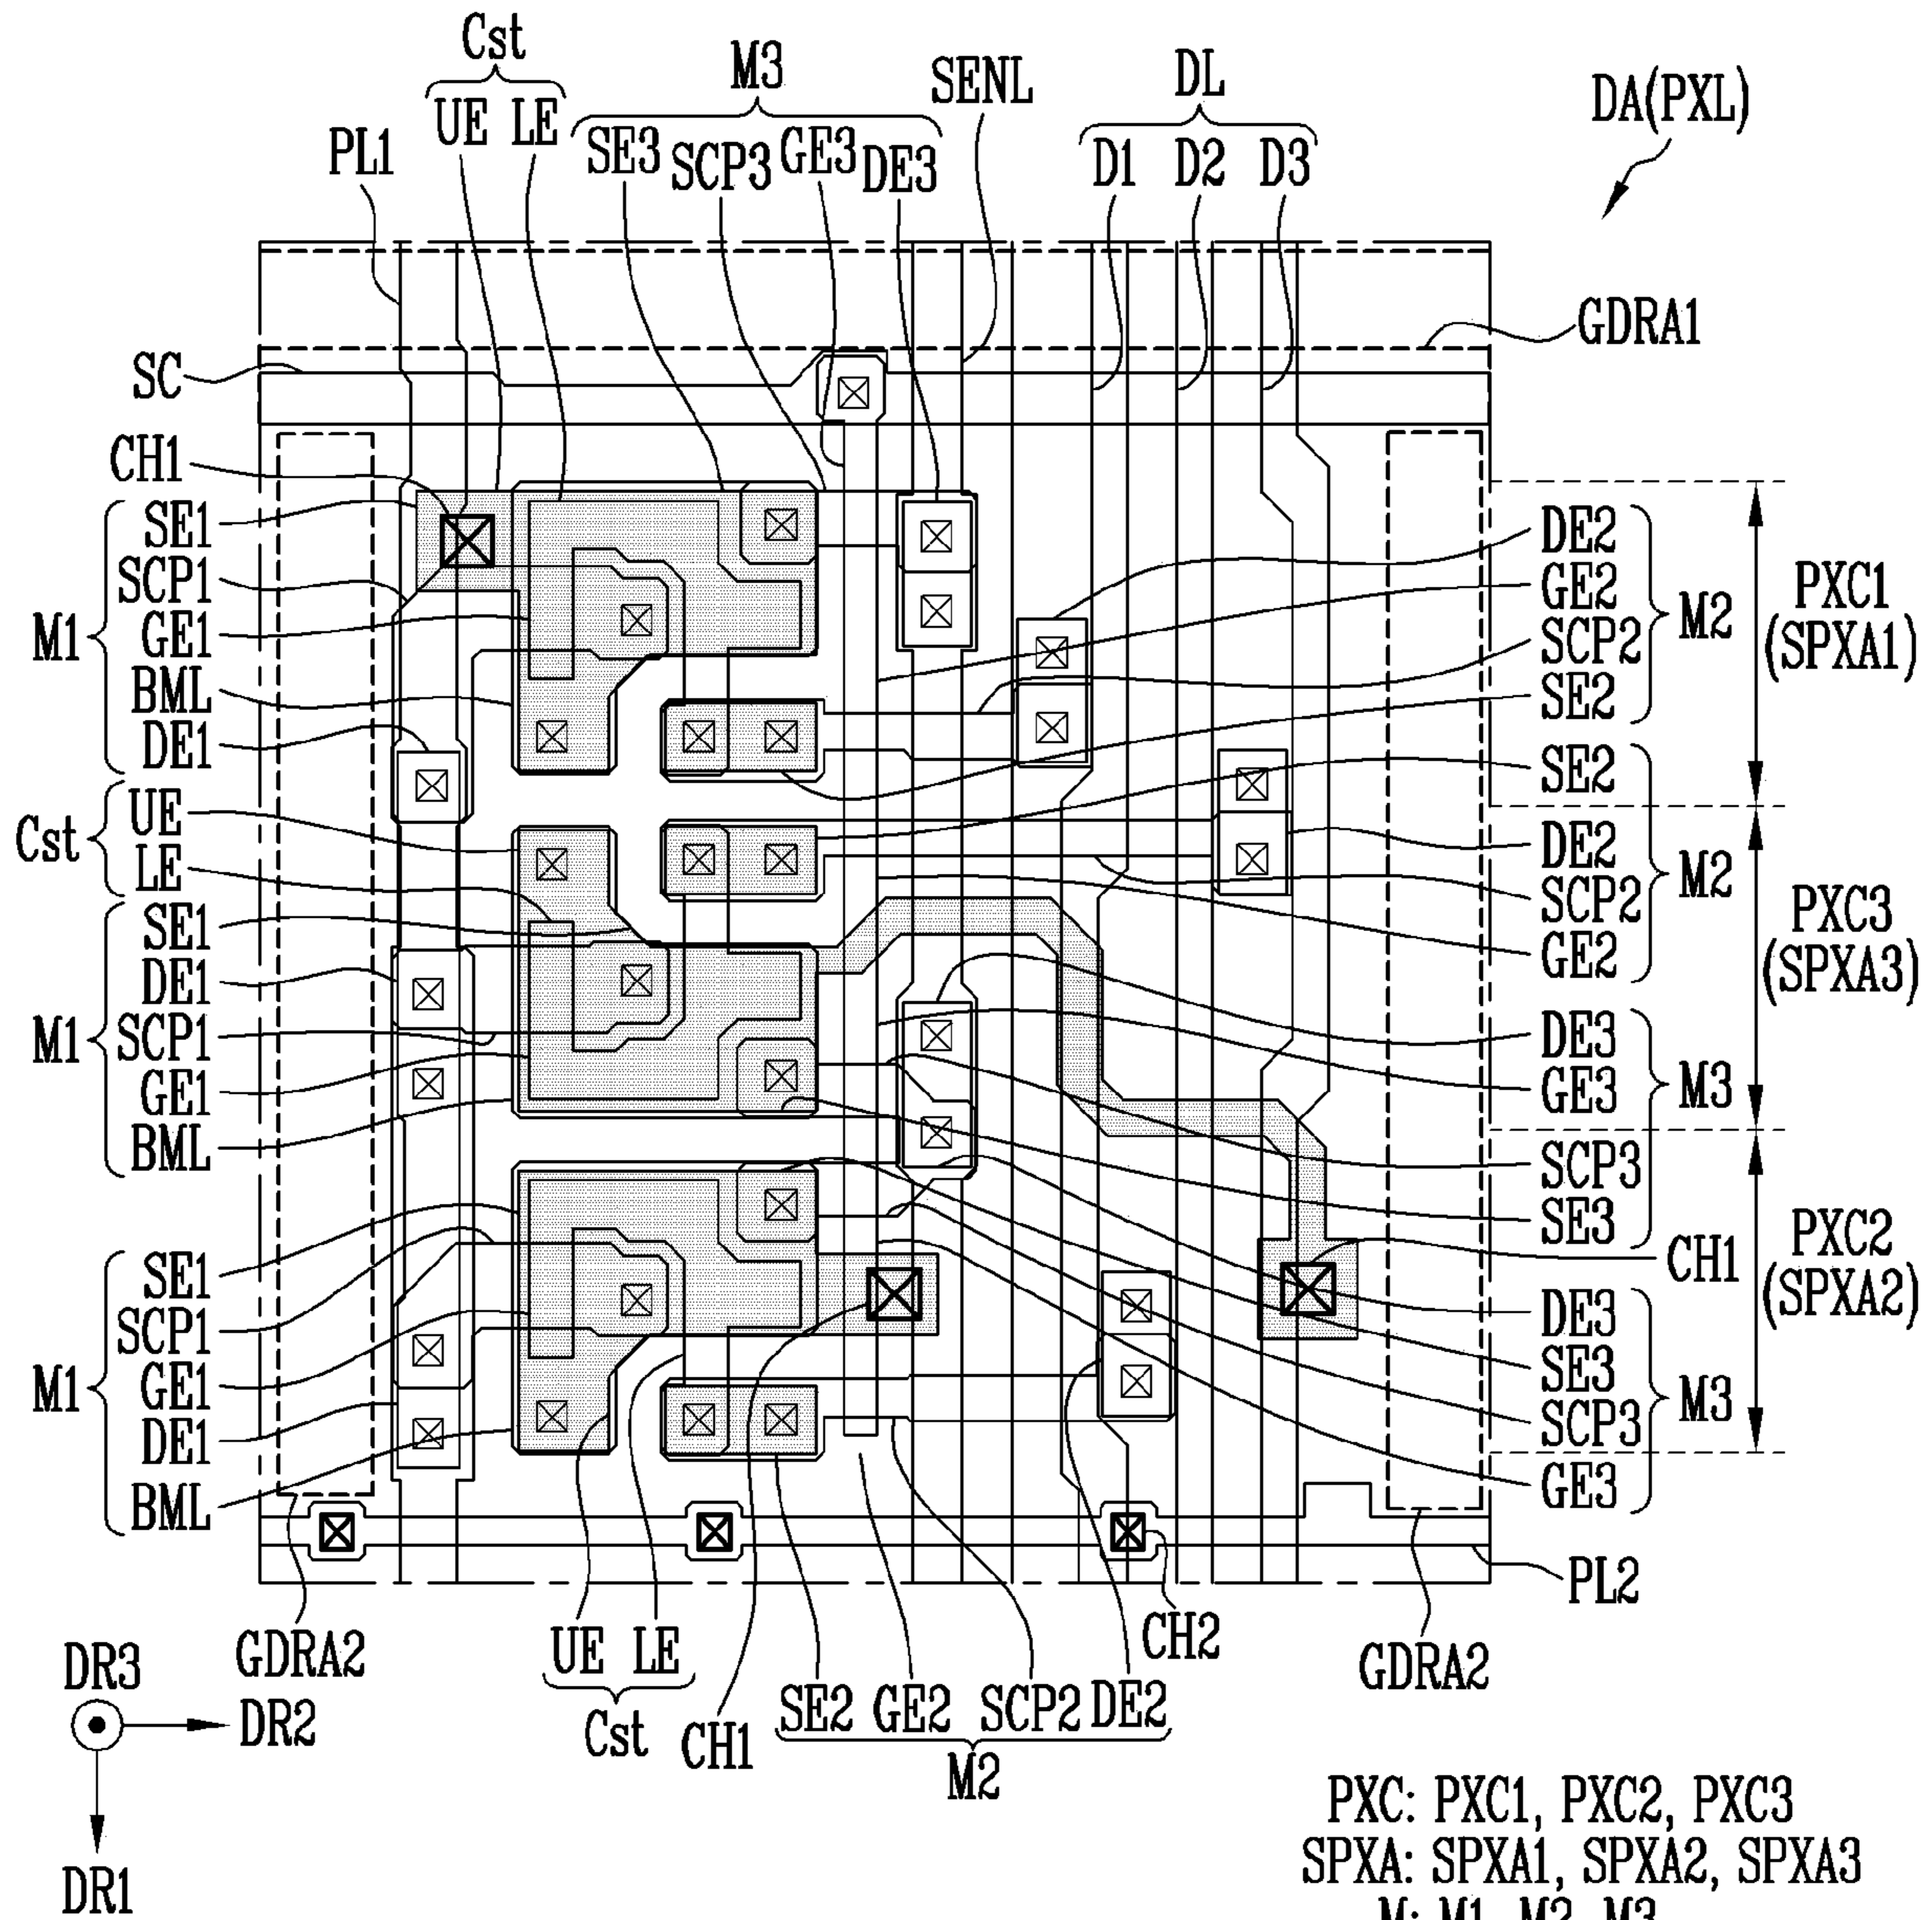 Cst
M3
SENL
DL
DA(PXL)
UE LE
PL1
SE3
SCP3
GE3
DE3
D1
D2
D3
GDRA1
SC
CH1
SE1
SCP1
GE1
BML
DE1
M1
DE2
GE2
SCP2
SE2
M2
PXC1
(SPXA1)
UE
LE
Cst
SE2
DE2
SCP2
GE2
M2
PXC3
(SPXA3)
SE1
DE1
SCP1
GE1
BML
M1
DE3
GE3
SCP3
SE3
M3
CH1
PXC2
(SPXA2)
SE1
SCP1
GE1
DE1
BML
M1
DE3
SE3
SCP3
GE3
M3
PL2
GDRA2
UE LE
Cst
CH1
SE2 GE2 SCP2 DE2
M2
CH2
GDRA2
DR3
DR2
DR1
PXC: PXC1, PXC2, PXC3
SPXA: SPXA1, SPXA2, SPXA3
M: M1, M2, M3